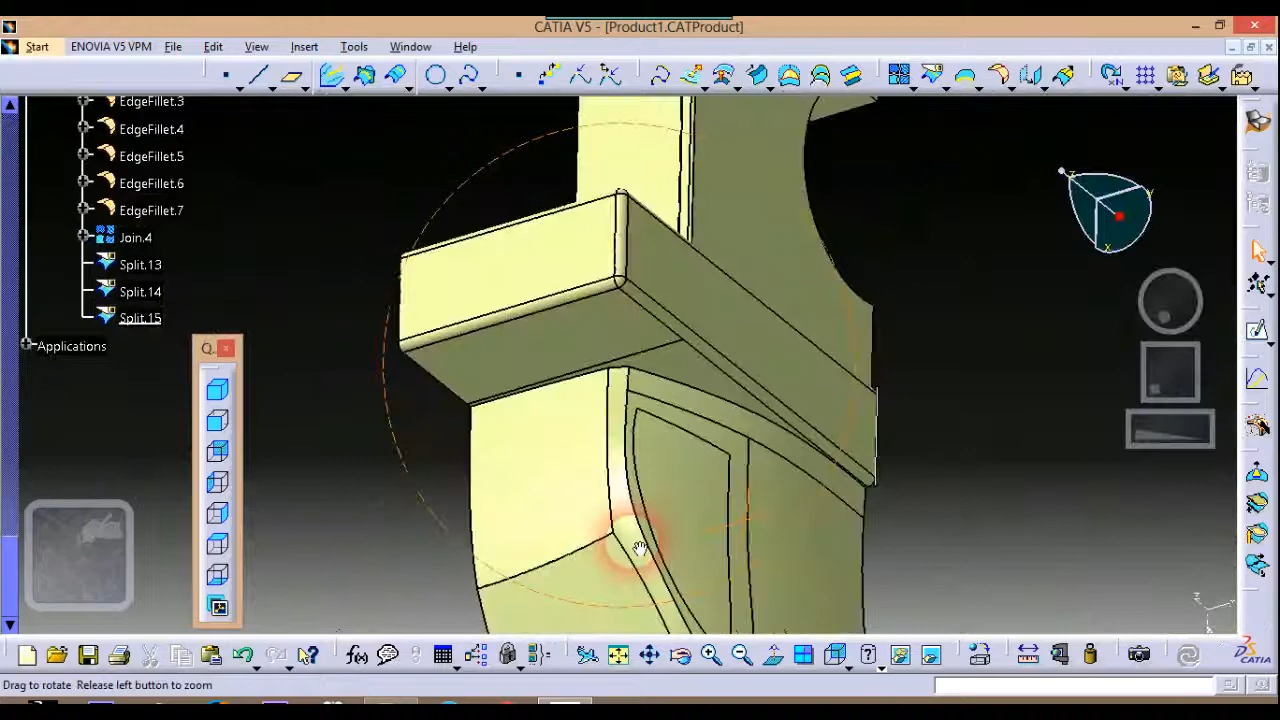 CATIA V5 - [Product1.CATProduct]
Start
ENOVIA V5 VPM
File
Edit
View
Insert
Tools
Window
Help
EdgeFillet.3
EdgeFillet.4
EdgeFillet.5
EdgeFillet.6
EdgeFillet.7
Join.4
Split.13
Split.14
Split.15
Applications
Q..
f(x)
CATIA
Drag to rotate Release left button to zoom